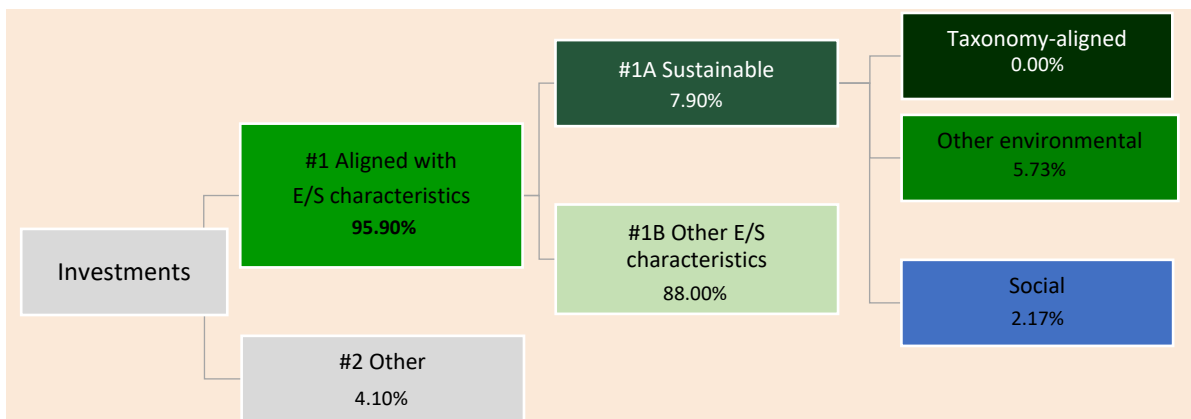 Investments
#1 Aligned with
E/S characteristics
95.90%
#2 Other
4.10%
#1A Sustainable
7.90%
#1B Other E/S
characteristics
88.00%
Taxonomy-aligned
0.00%
Other environmental
5.73%
Social
2.17%